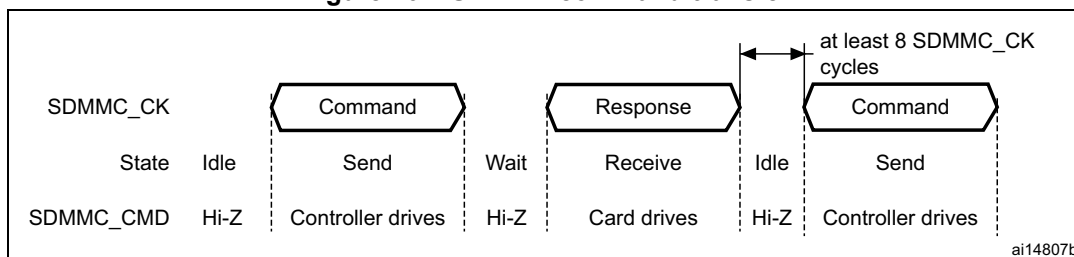 at least 8 SDMMC_CK
cycles
SDMMC_CK Command Response Command
State Idle Send Wait Receive Idle Send
SDMMC_CMD Hi-Z Controller drives Hi-Z Card drives Hi-Z Controller drives
ai14807b